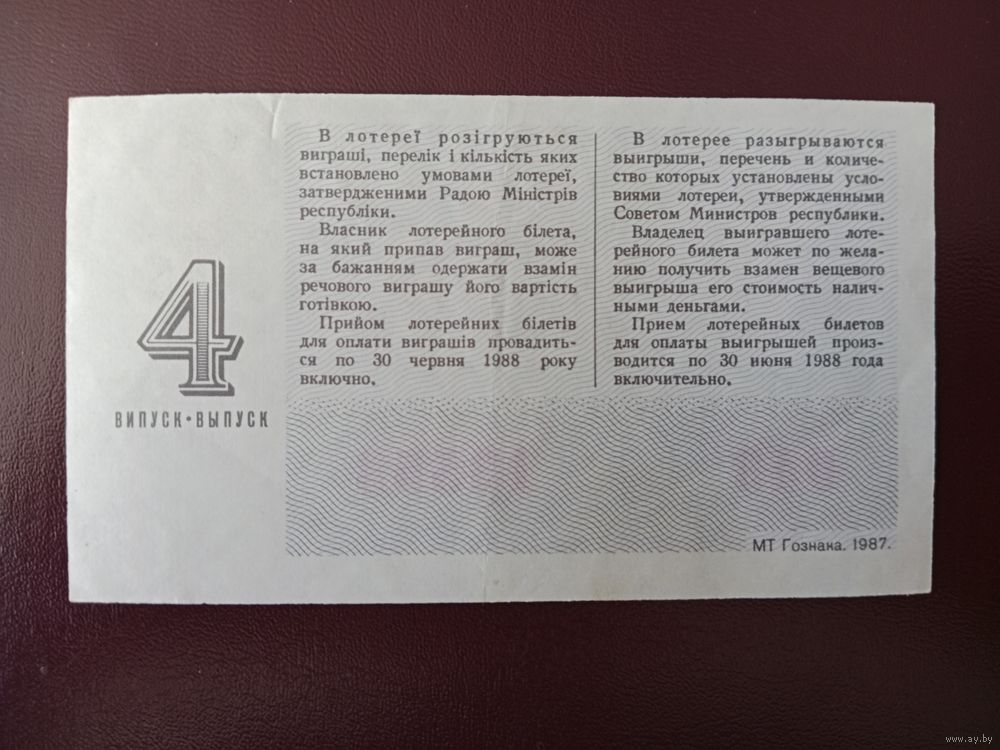 4
ВИПУСК • ВЫПУСК
В лотереї розігруються
виграші, перелік і кількість яких
встановлено умовами лотереї,
затвердженими Радою Міністрів
республіки.
Власник лотерейного білета,
на який припав виграш, може
за бажанням одержати взамін
речового виграшу його вартість
готівкою.
Прийом лотерейних білетів
для оплати виграшів провадить-
ся по 30 червня 1988 року
включно.
В лотерее разыгрываются
выигрыши, перечень и количе-
ство которых установлены усло-
виями лотереи, утвержденными
Советом Министров республики.
Владелец выигравшего лоте-
рейного билета может по жела-
нию получить взамен вещевого
выигрыша его стоимость налич-
ными деньгами.
Прием лотерейных билетов
для оплаты выигрышей произ-
водится по 30 июня 1988 года
включительно.
МТ Гознака. 1987.
www.ay.by